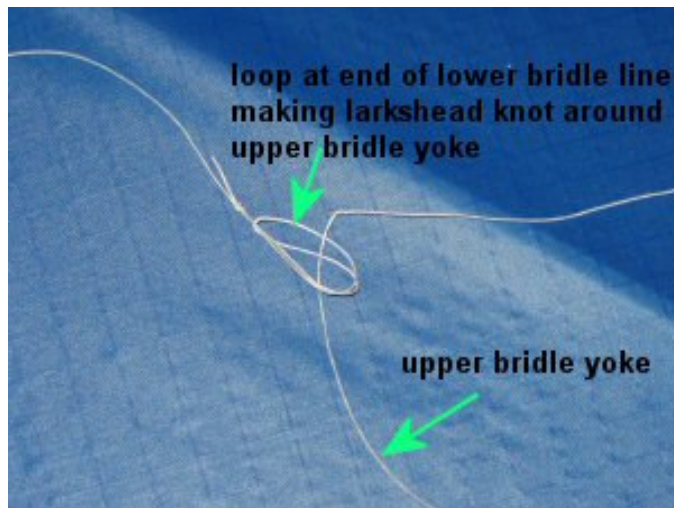 loop at end of lower bridle line
making larkshead knot around
upper bridle yoke
upper bridle yoke